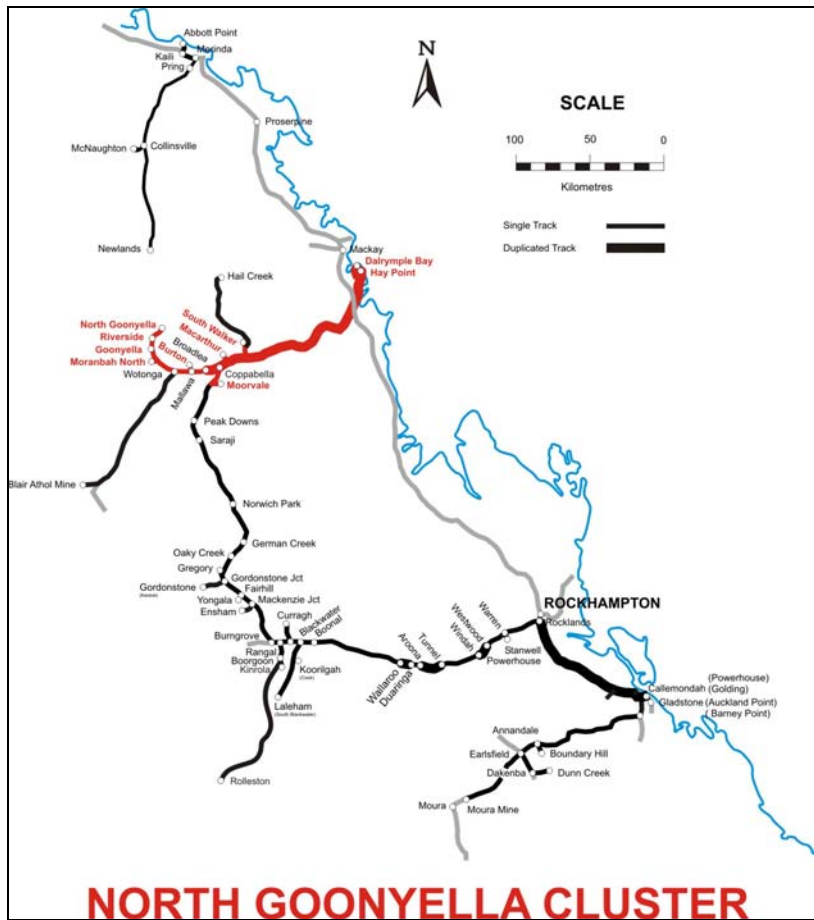 Abbott Point
Kaili
Merinda
Pring
N
SCALE
100 50 0
Kilometres
Proserpine
McNaughton
Collinsville
Single Track
Duplicated Track
Newlands
Mackay
Dalrymple Bay
Hay Point
Hail Creek
North Goonyella
Riverside
Goonyella
Moranbah North
South Walker
Macarthur
Broadlea
Burton
Wotonga
Mallawa
Coppabella
Moorvale
Peak Downs
Saraji
Blair Athol Mine
Norwich Park
German Creek
Oaky Creek
Gregory
Gordonstone Jct
Gordonstone
Fairhill
Yongala
Mackenzie Jct
Ensham
Curragh
Blackwater
Boonal
Burngrove
Rangal
Boorgoon
Kinrola
Koorilgah
(Cook)
Laleham
(South Blackwater)
Rolleston
Wallaroo
Duaringa
Aroona
Tunnel
Windah
Westwood
Warren
Stanwell
Powerhouse
ROCKHAMPTON
Rocklands
Callemondah
(Powerhouse)
(Golding)
Gladstone
(Auckland Point)
( Barney Point)
Annandale
Earlsfield
Boundary Hill
Dakenba
Dunn Creek
Moura
Moura Mine
NORTH GOONYELLA CLUSTER